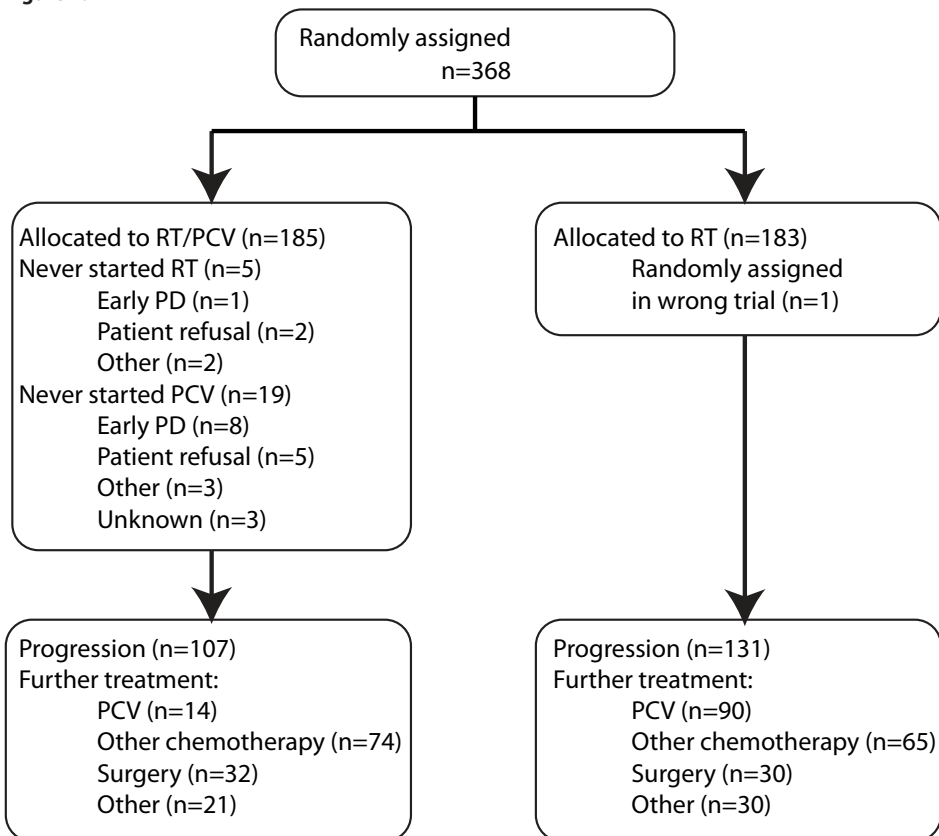 Randomly assigned
n=368
Allocated to RT/PCV (n=185)
Never started RT (n=5)
Early PD (n=1)
Patient refusal (n=2)
Other (n=2)
Never started PCV (n=19)
Early PD (n=8)
Patient refusal (n=5)
Other (n=3)
Unknown (n=3)
Allocated to RT (n=183)
Randomly assigned
in wrong trial (n=1)
Progression (n=107)
Further treatment:
PCV (n=14)
Other chemotherapy (n=74)
Surgery (n=32)
Other (n=21)
Progression (n=131)
Further treatment:
PCV (n=90)
Other chemotherapy (n=65)
Surgery (n=30)
Other (n=30)